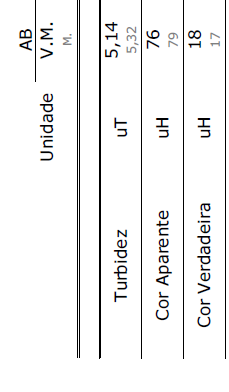 AB
Unidade V.M.
M.
Turbidez uT 5,14
5,32
Cor Aparente uH 76
79
Cor Verdadeira uH 18
17